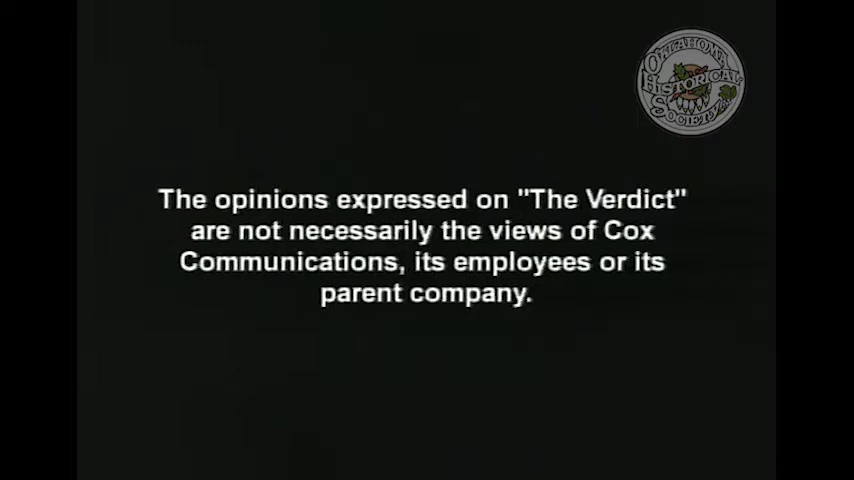 OKLAHOMA
HISTORICAL
SOCIETY
The opinions expressed on "The Verdict"
are not necessarily the views of Cox
Communications, its employees or its
parent company.